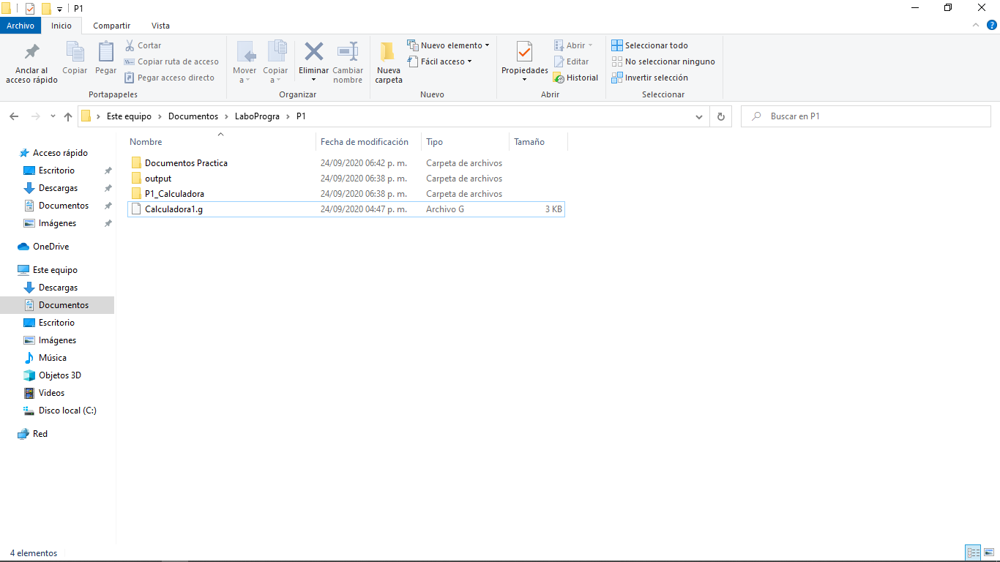 P1
Archivo Inicio Compartir Vista
Anclar al acceso rápido
Copiar
Pegar
Cortar
Copiar ruta de acceso
Pegar acceso directo
Portapapeles
Mover a
Copiar a
Eliminar
Cambiar nombre
Organizar
Nueva carpeta
Nuevo elemento
Fácil acceso
Nuevo
Propiedades
Abrir
Editar
Historial
Abrir
Seleccionar todo
No seleccionar ninguno
Invertir selección
Seleccionar
Este equipo > Documentos > LaboProgra > P1
Buscar en P1
Acceso rápido
Escritorio
Descargas
Documentos
Imágenes
OneDrive
Este equipo
Descargas
Documentos
Escritorio
Imágenes
Música
Objetos 3D
Videos
Disco local (C:)
Red
Nombre Fecha de modificación Tipo Tamaño
Documentos Practica 24/09/2020 06:42 p. m. Carpeta de archivos
output 24/09/2020 06:38 p. m. Carpeta de archivos
P1_Calculadora 24/09/2020 06:38 p. m. Carpeta de archivos
Calculadora1.g 24/09/2020 04:47 p. m. Archivo G 3 KB
4 elementos